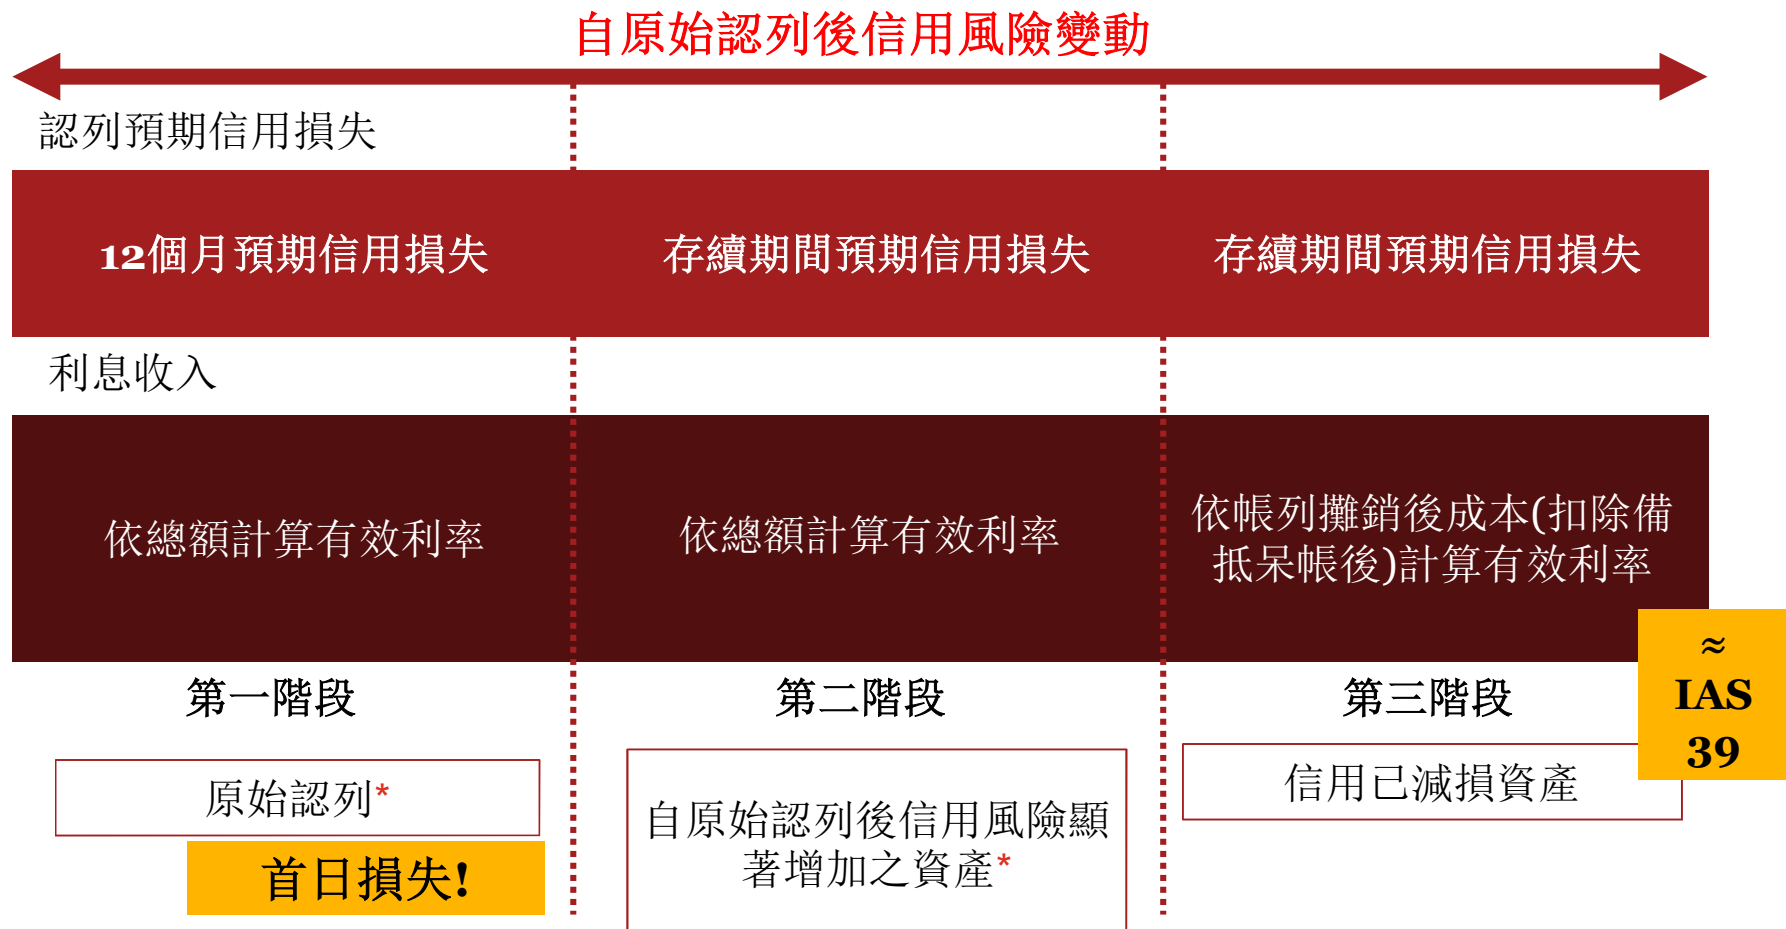 自原始認列後信用風險變動
認列預期信用損失
12個月預期信用損失
存續期間預期信用損失
存續期間預期信用損失
利息收入
依總額計算有效利率
依總額計算有效利率
依帳列攤銷後成本(扣除備
抵呆帳後)計算有效利率
≈
IAS
39
第一階段
第二階段
第三階段
原始認列*
首日損失!
自原始認列後信用風險顯
著增加之資產*
信用已減損資產